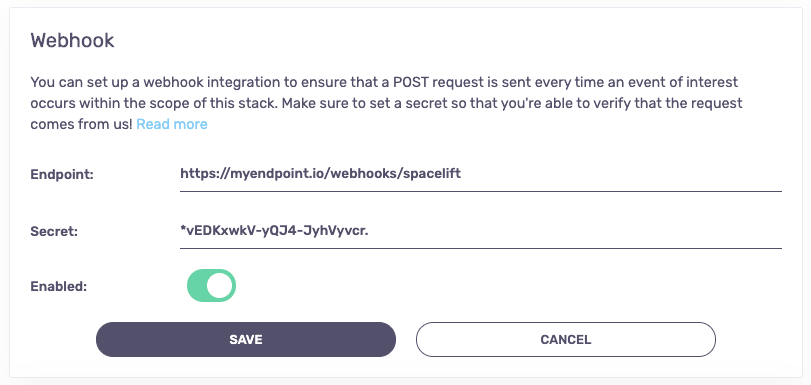 Webhook
You can set up a webhook integration to ensure that a POST request is sent every time an event of interest
occurs within the scope of this stack. Make sure to set a secret so that you're able to verify that the request
comes from us! Read more
Endpoint: https://myendpoint.io/webhooks/spacelift
Secret: *vEDKxwkV-yQJ4-JyhVyvcr.
Enabled:
SAVE CANCEL